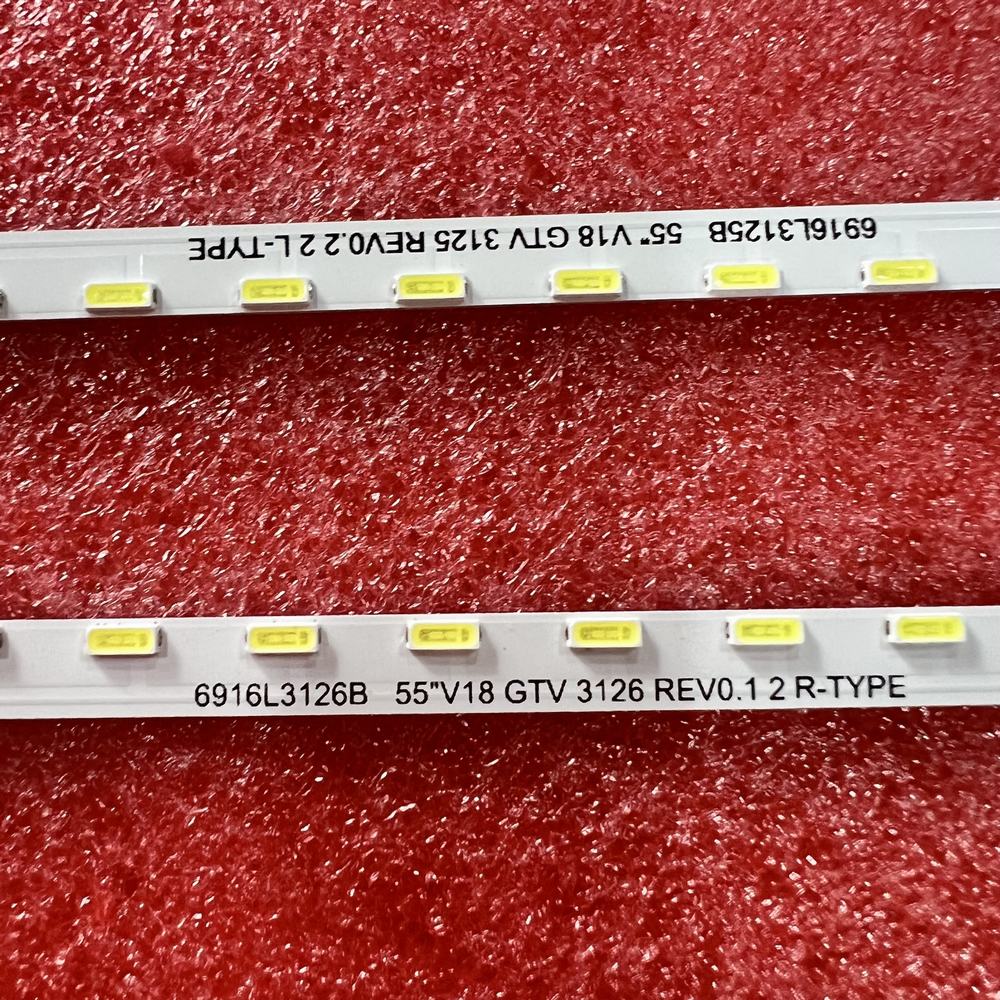 6916L3125B 55" V18 GTV 3125 REV0.2 2 L-TYPE
6916L3126B 55"V18 GTV 3126 REV0.1 2 R-TYPE